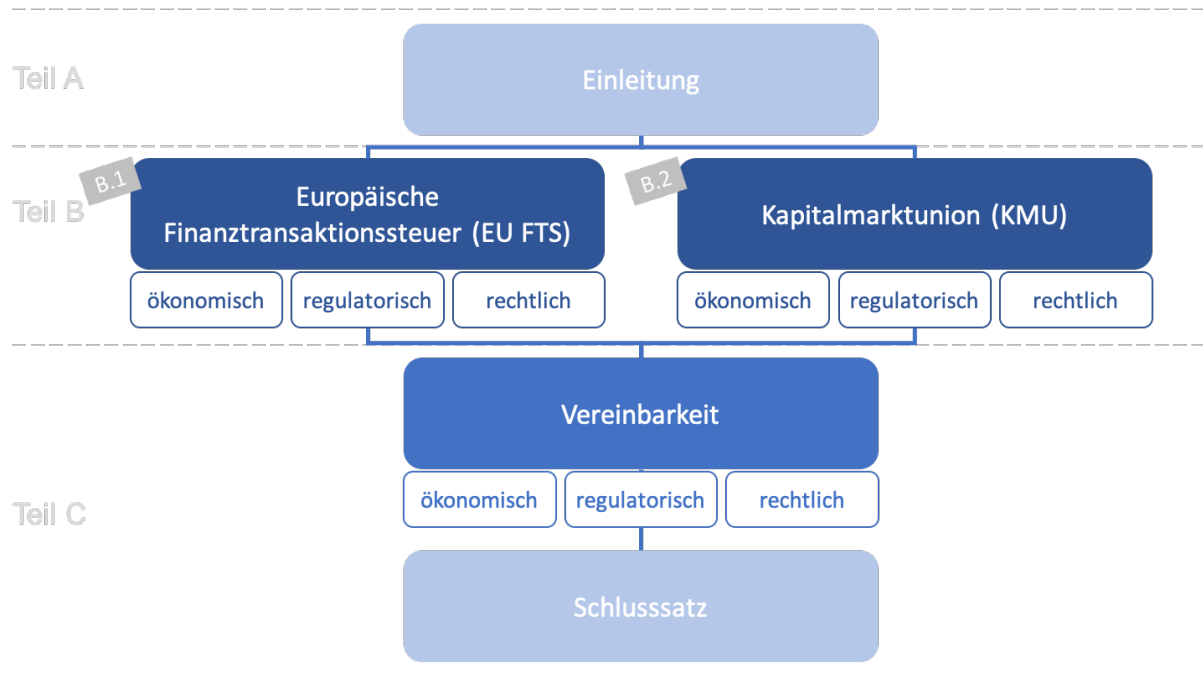 Teil A
Einleitung
B.1
B.2
Teil B
Europäische
Finanztransaktionssteuer (EU FTS)
Kapitalmarktunion (KMU)
ökonomisch
regulatorisch
rechtlich
ökonomisch
regulatorisch
rechtlich
Vereinbarkeit
Teil C
ökonomisch
regulatorisch
rechtlich
Schlusssatz